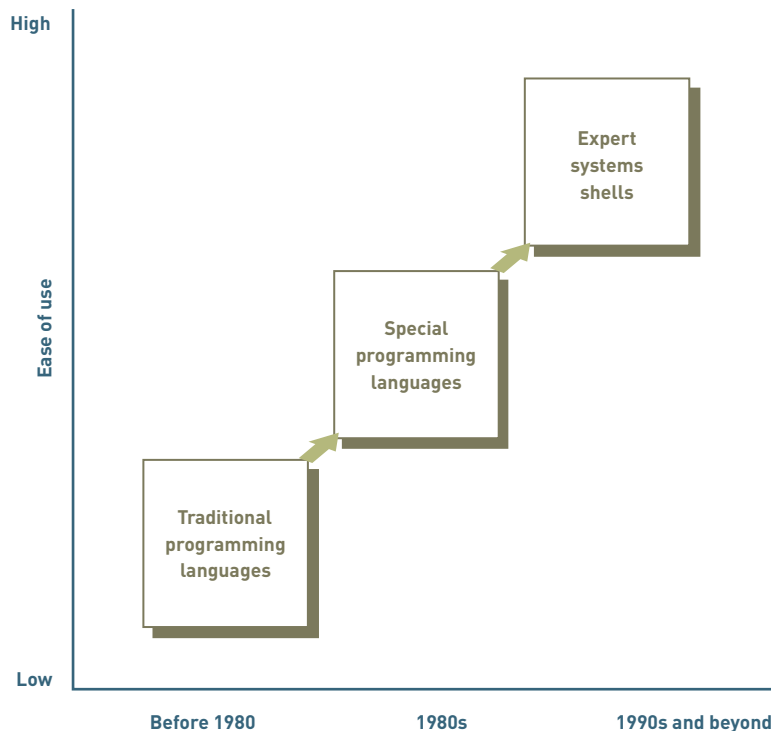 High
Expert
systems
shells
Ease of use
Special
programming
languages
Traditional
programming
languages
Low
Before 1980
1980s
1990s and beyond